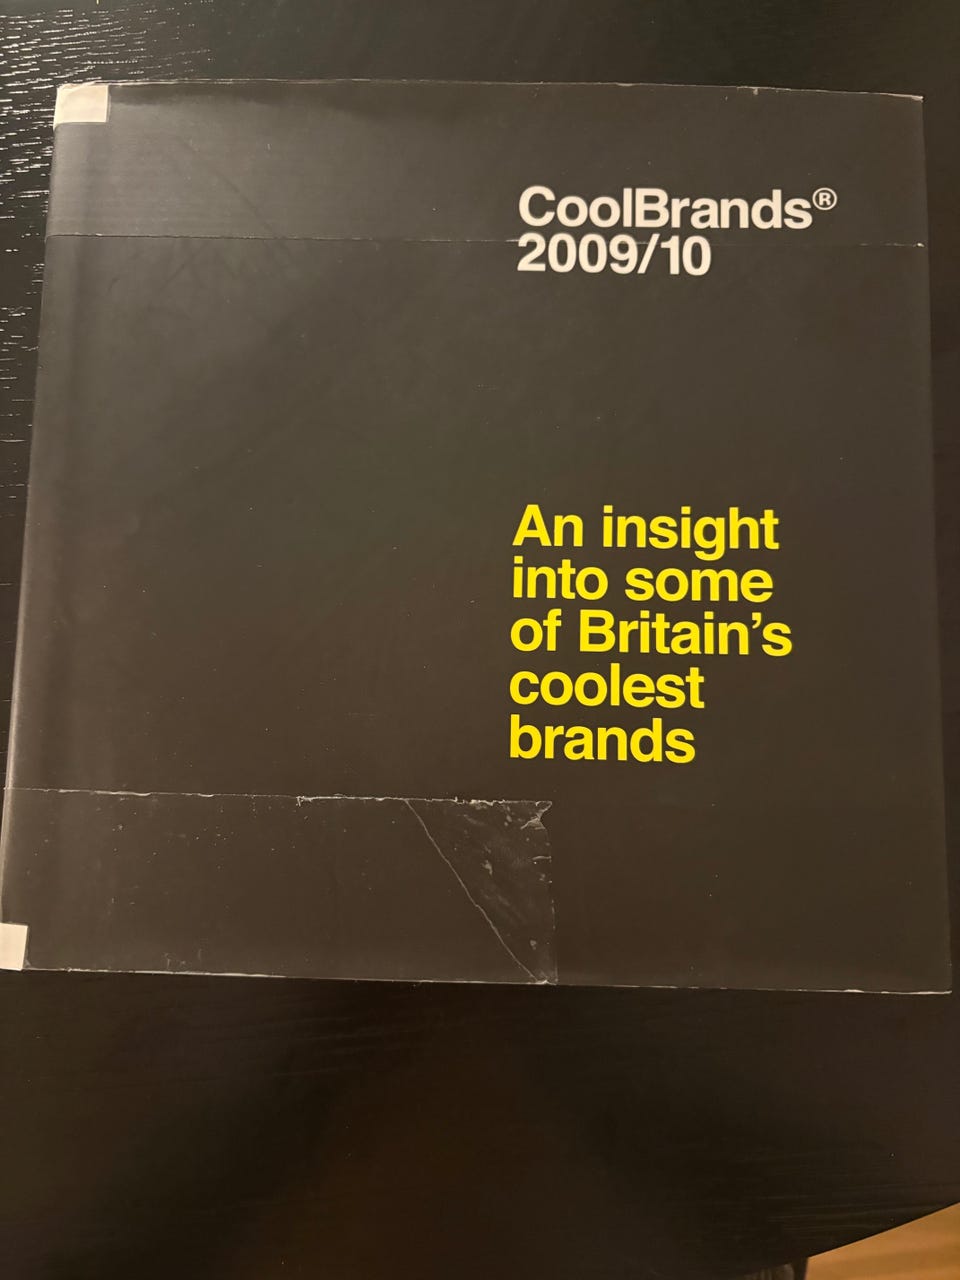 CoolBrands®
2009/10
An insight
into some
of Britain’s
coolest
brands